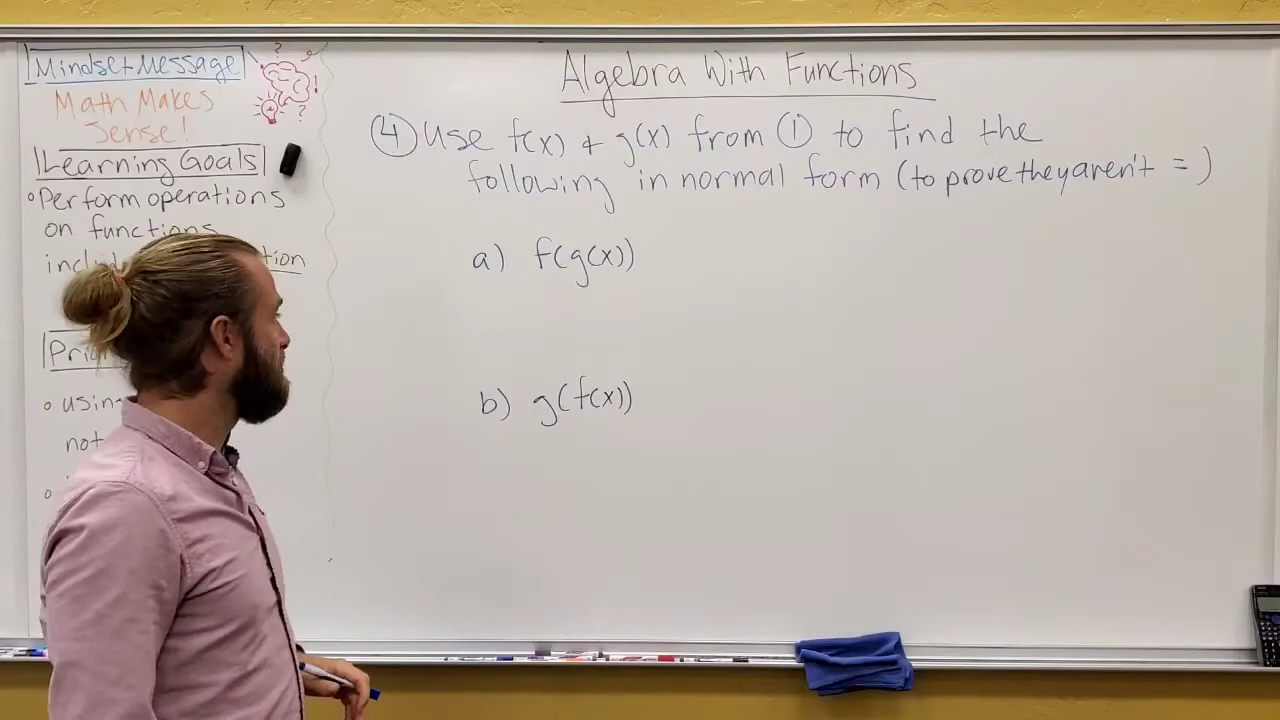 Mindset Message
Math Makes
Sense!
Learning Goals
Perform operations
on functions
Algebra With Functions
④ Use f(x) & g(x) from ① to find the
following in normal form (to prove they aren't = )
a) f(g(x))
b) g(f(x))
using